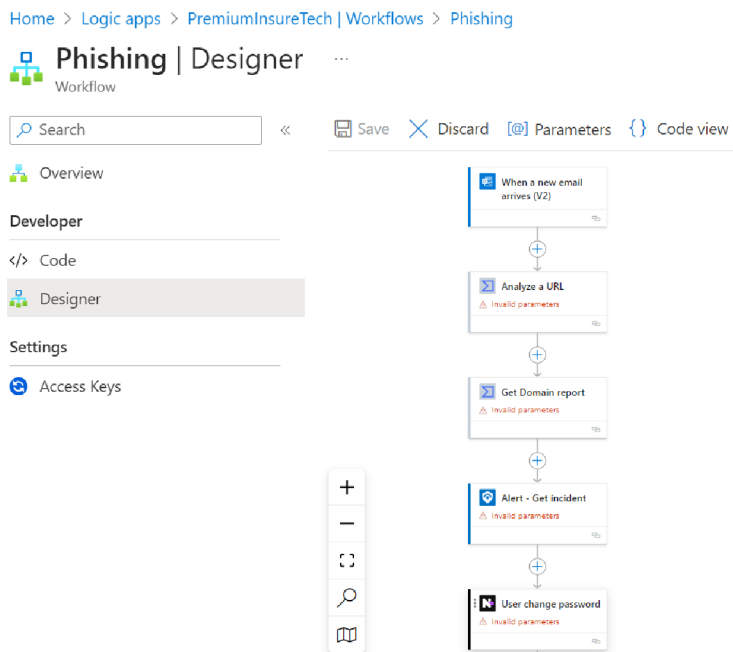 Home > Logic apps > PremiumInsureTech | Workflows > Phishing
Phishing | Designer ...
Workflow
Search «
Save Discard [@] Parameters {} Code view
Overview
Developer
</> Code
Designer
Settings
Access Keys
When a new email
arrives (V2)
Analyze a URL
Invalid parameters
Get Domain report
Invalid parameters
Alert - Get incident
Invalid parameters
User change password
Invalid parameters